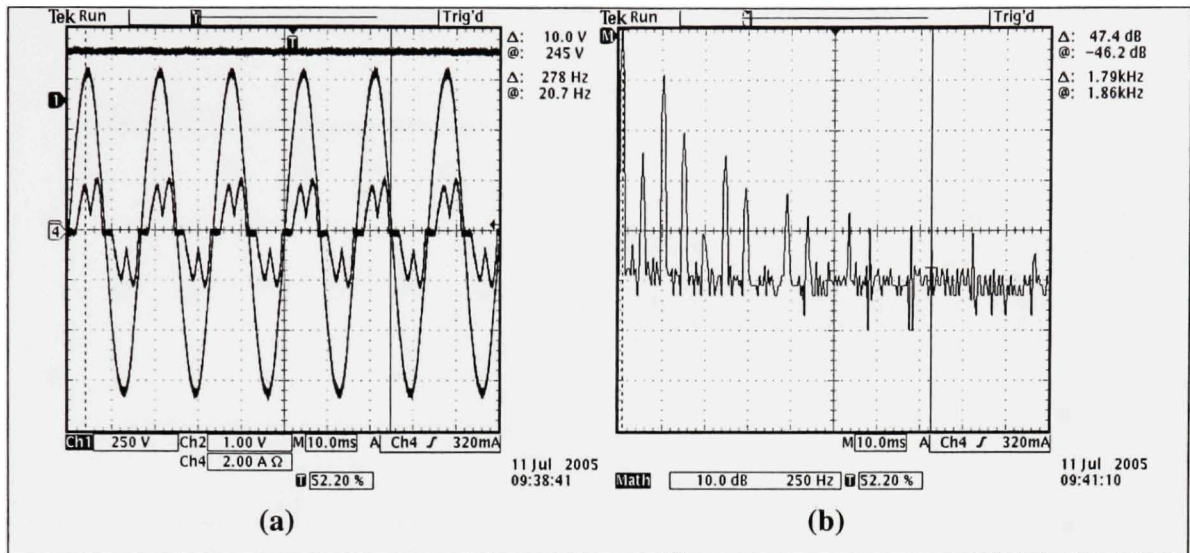 Tek Run
Trig'd
T
T
1
4
Δ: 10.0 V
@: 245 V
Δ: 278 Hz
@: 20.7 Hz
Ch1 250 V Ch2 1.00 V M 10.0ms A Ch4 ∫ 320mA
Ch4 2.00 A Ω
T 52.20 %
11 Jul 2005
09:38:41
(a)
Tek Run
Trig'd
M
Δ: 47.4 dB
@: -46.2 dB
Δ: 1.79kHz
@: 1.86kHz
M 10.0ms A Ch4 ∫ 320mA
Math 10.0 dB 250 Hz T 52.20 %
11 Jul 2005
09:41:10
(b)